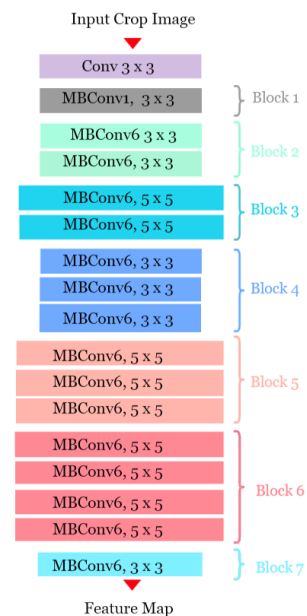 Input Crop Image
Conv 3 x 3
MBConv1, 3 x 3
Block 1
MBConv6 3 x 3
MBConv6, 3 x 3
Block 2
MBConv6, 5 x 5
MBConv6, 5 x 5
Block 3
MBConv6, 3 x 3
MBConv6, 3 x 3
MBConv6, 3 x 3
Block 4
MBConv6, 5 x 5
MBConv6, 5 x 5
MBConv6, 5 x 5
Block 5
MBConv6, 5 x 5
MBConv6, 5 x 5
MBConv6, 5 x 5
MBConv6, 5 x 5
Block 6
MBConv6, 3 x 3
Block 7
Feature Map